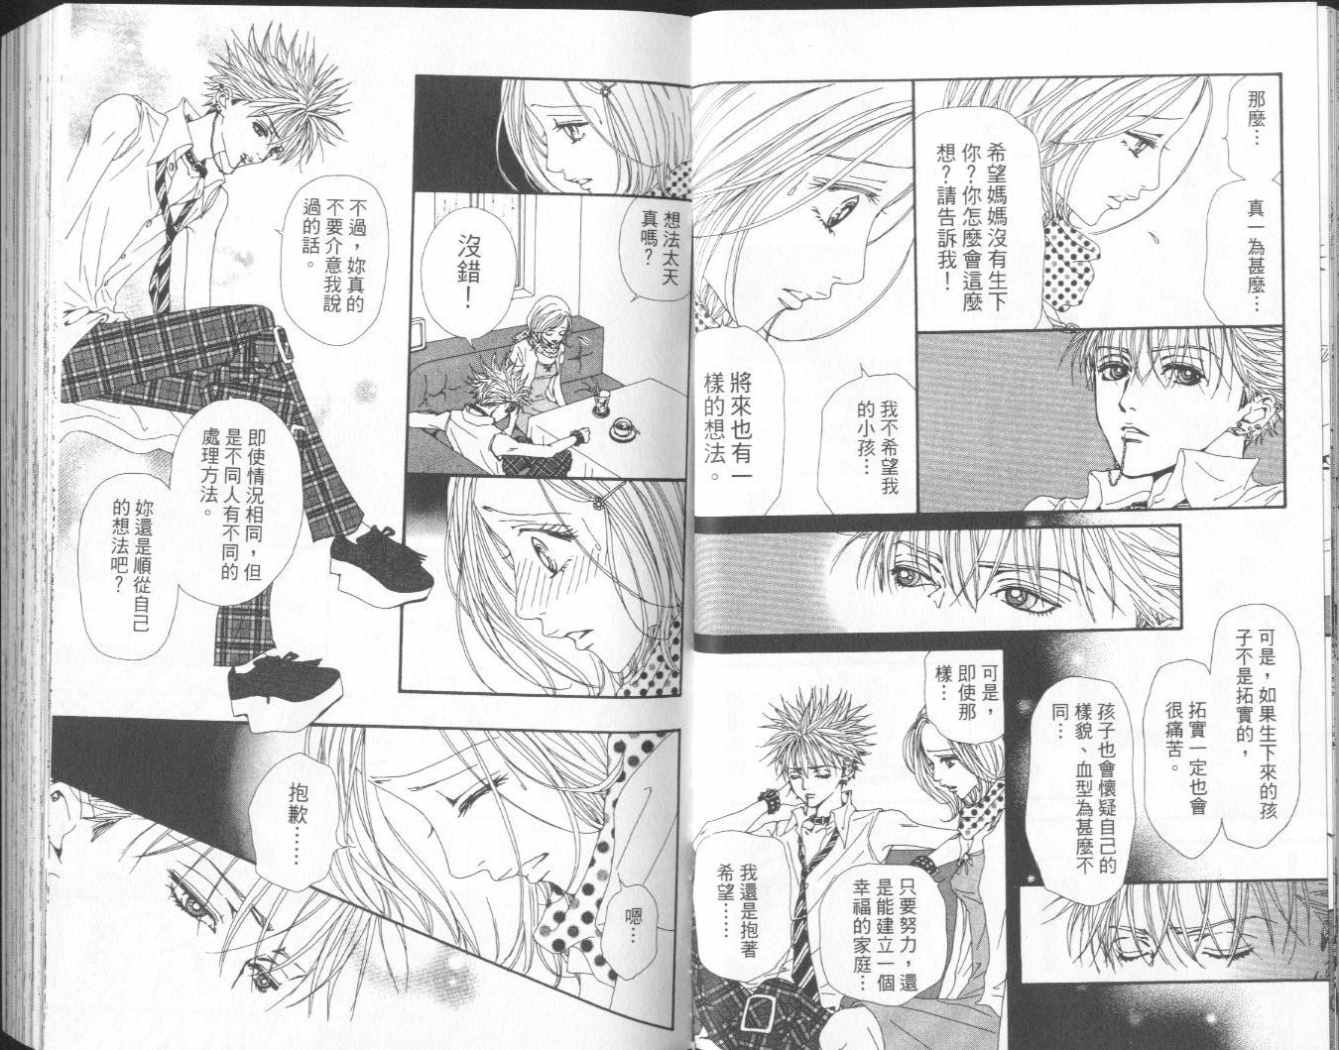 那麼…
真一為甚麼…
希望媽媽沒有生下
你？你怎麼會這麼
想？請告訴我！
我不希望我
的小孩…
將來也有一
樣的想法。
可是，如果生下來的孩
子不是拓實的，
拓實一定也會
很痛苦。
孩子也會懷疑自己的
樣貌、血型為甚麼不
同…
可是，
即使那
樣…
只要努力，還
是能建立一個
幸福的家庭…
我還是抱著
希望……
想法太天
真嗎？
沒錯！
不過，妳真的
不要介意我說
過的話。
即使情況相同，但
是不同人有不同的
處理方法。
妳還是順從自己
的想法吧？
嗯…
抱歉……